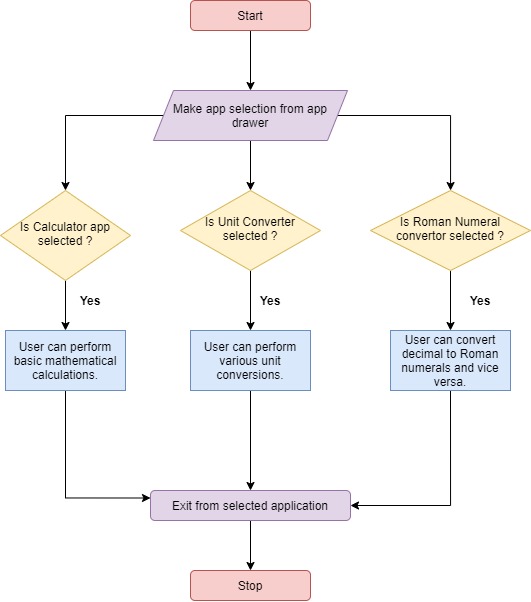 Start
Make app selection from app
drawer
Is Calculator app
selected ?
Is Unit Converter
selected ?
Is Roman Numeral
convertor selected ?
Yes
Yes
Yes
User can perform
basic mathematical
calculations.
User can perform
various unit
conversions.
User can convert
decimal to Roman
numerals and vice
versa.
Exit from selected application
Stop